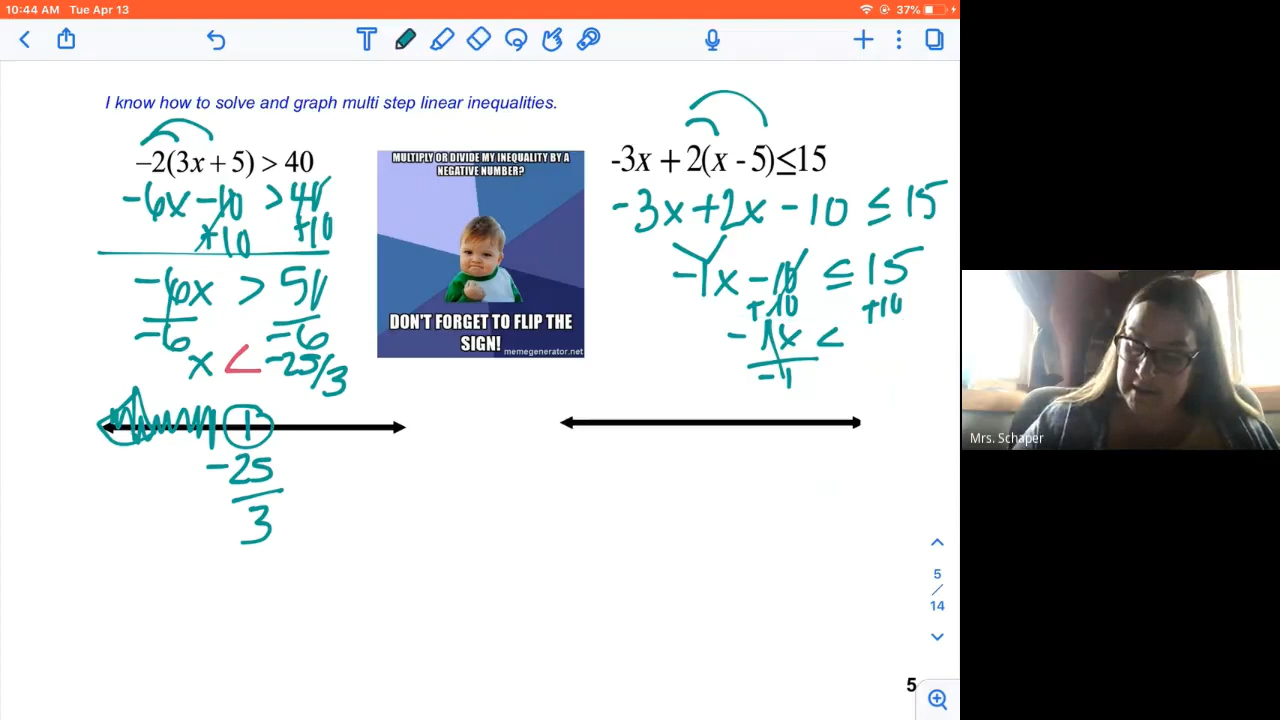 10:44 AM Tue Apr 13
37%
I know how to solve and graph multi step linear inequalities.
−2(3x + 5) > 40
-6x -10 > 40
+10 +10
-6x > 50
-6 -6
x < -25/3
-25
3
MULTIPLY OR DIVIDE MY INEQUALITY BY A
NEGATIVE NUMBER?
DON'T FORGET TO FLIP THE
SIGN!
memegenerator.net
-3x + 2(x - 5)≤15
-3x+2x - 10 ≤ 15
-1x -10 ≤ 15
+10 +10
-1x <
-1
Mrs. Schaper
5
/
14
5